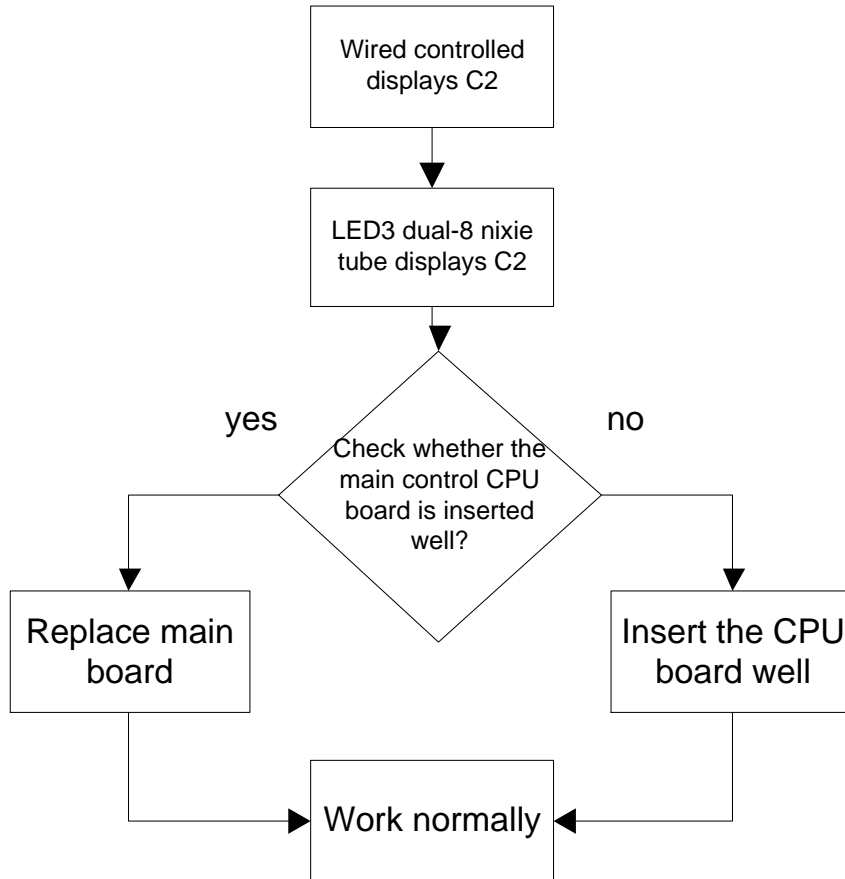 Wired controlled
displays C2
LED3 dual-8 nixie
tube displays C2
yes
no
Check whether the
main control CPU
board is inserted
well?
Replace main
board
Insert the CPU
board well
Work normally